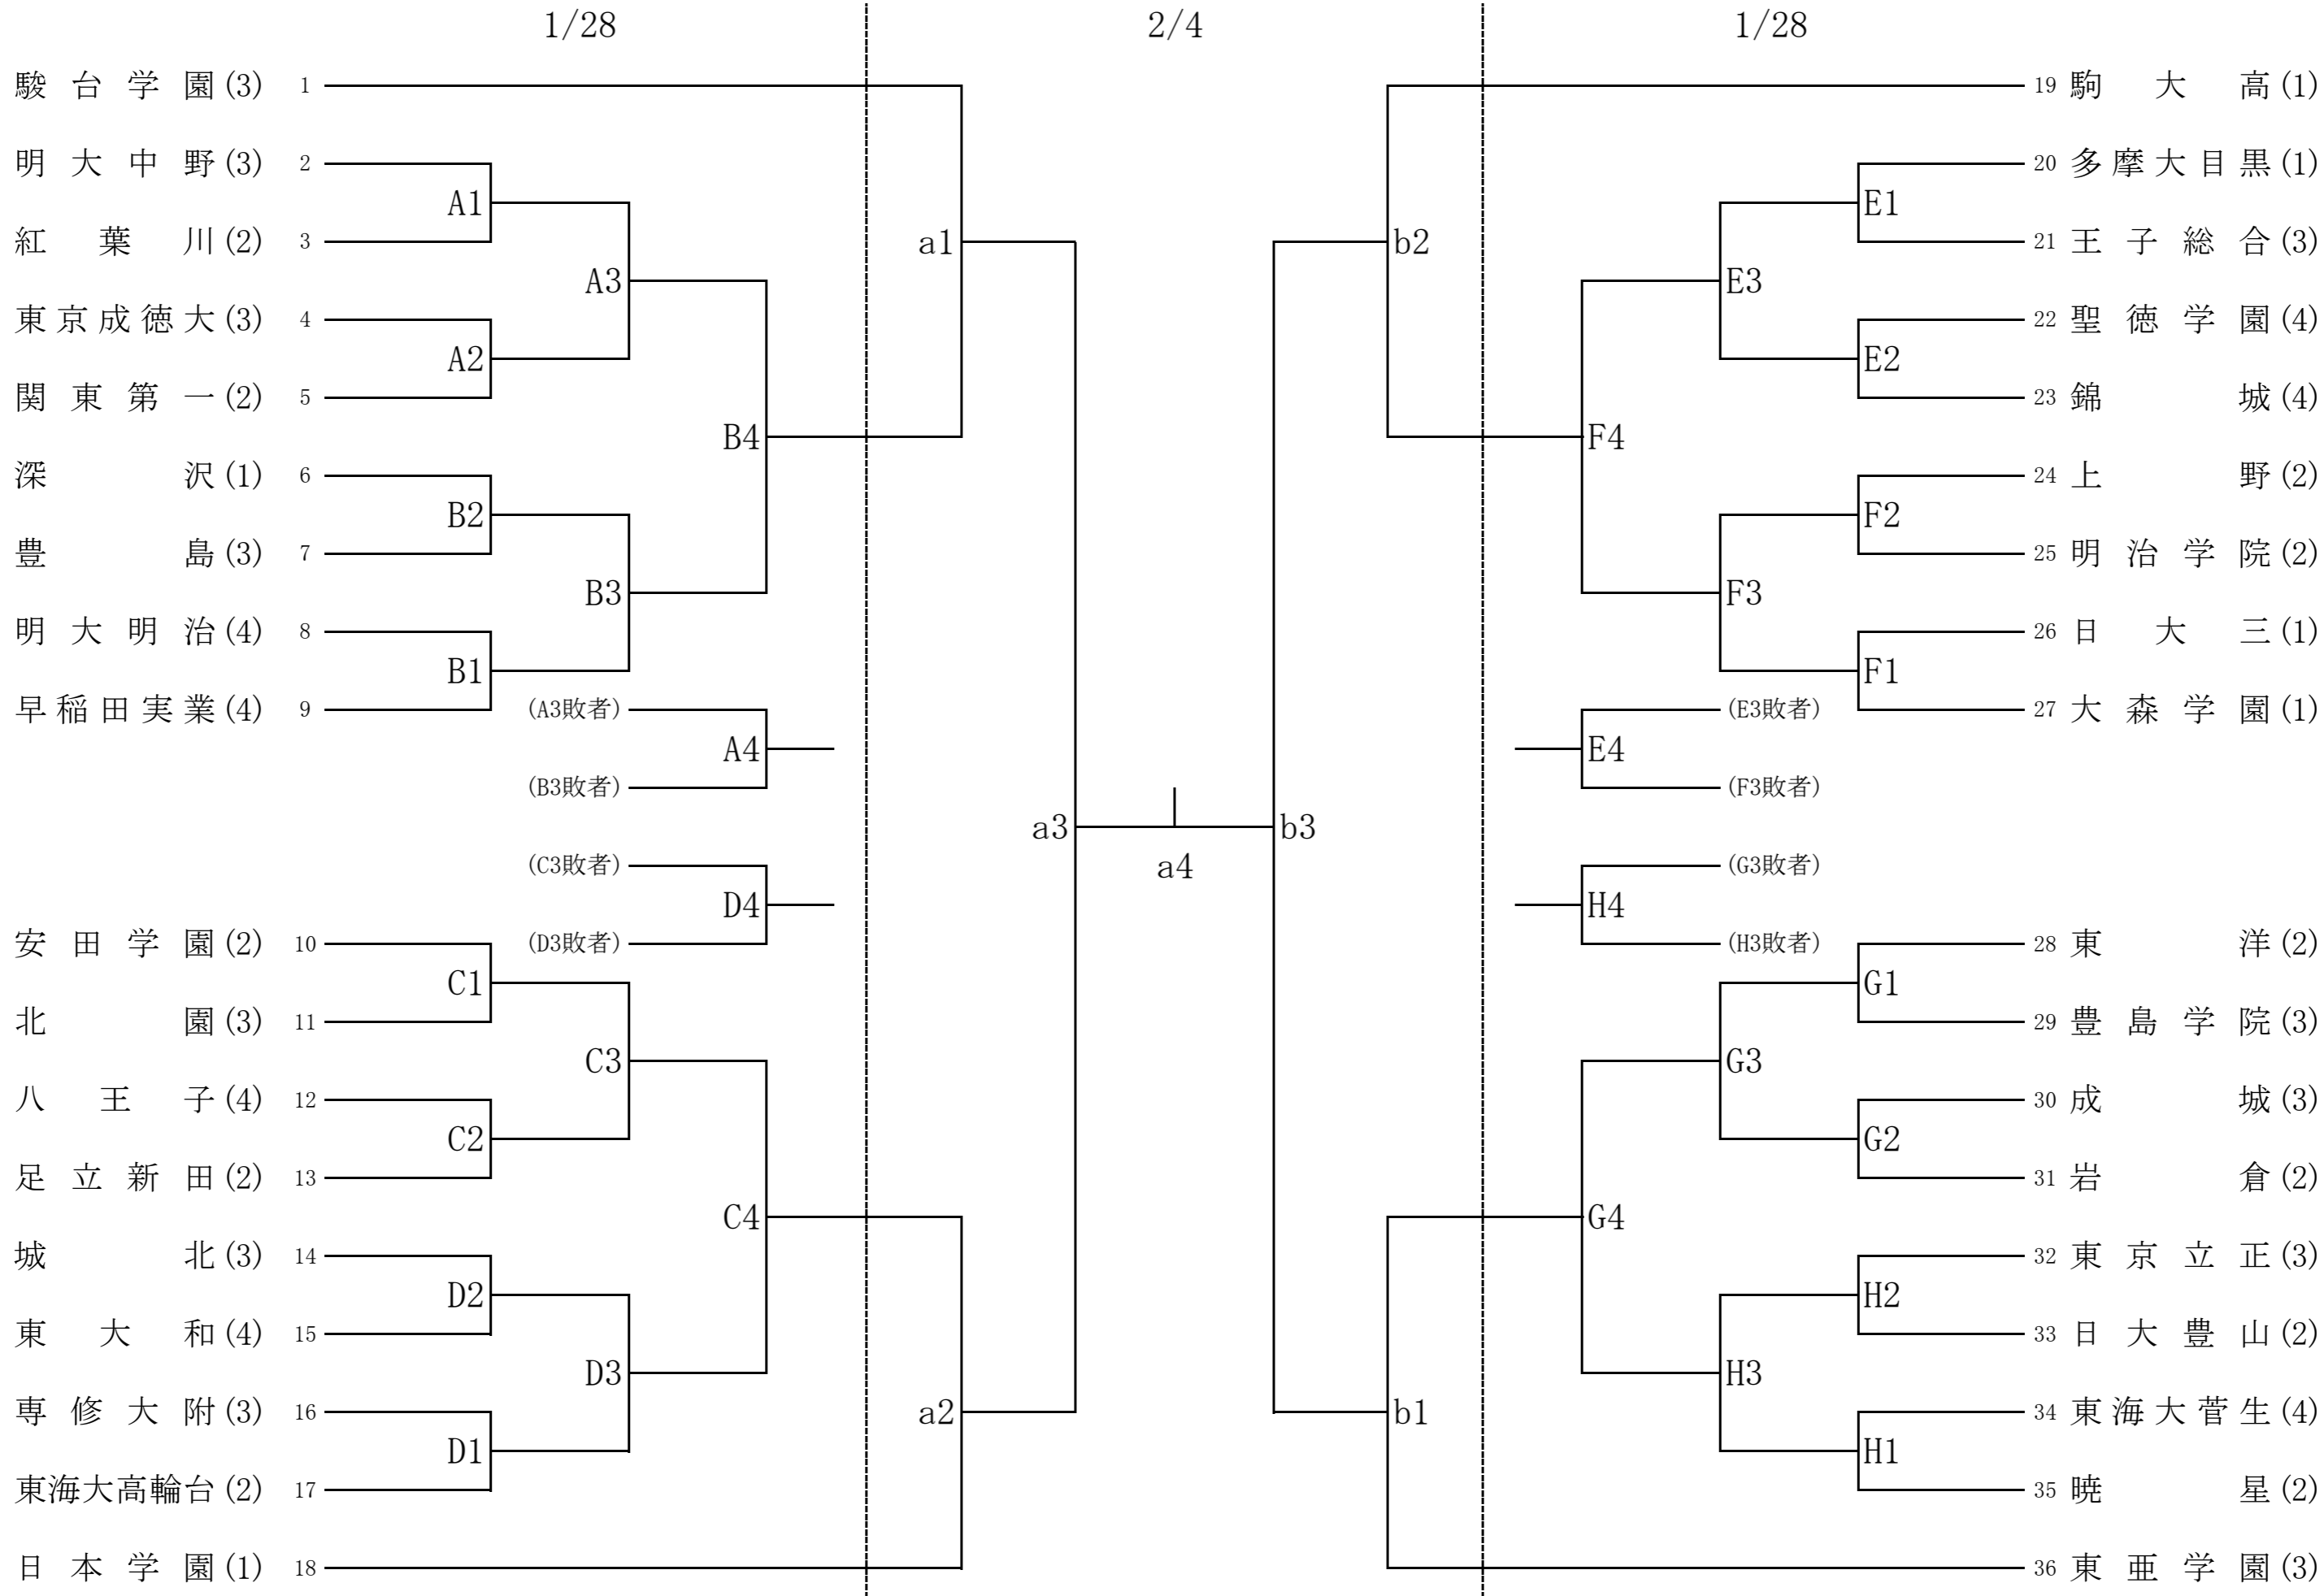 1/28
2/4
1/28
駿台学園(3) 1
明大中野(3) 2
A1
紅葉川(2) 3
A3
東京成徳大(3) 4
A2
関東第一(2) 5
B4
深沢(1) 6
B2
豊島(3) 7
B3
明大明治(4) 8
B1
早稲田実業(4) 9
(A3敗者)
A4
(B3敗者)
(C3敗者)
D4
(D3敗者)
安田学園(2) 10
C1
北園(3) 11
C3
八王子(4) 12
C2
足立新田(2) 13
C4
城北(3) 14
D2
東大和(4) 15
D3
専修大附(3) 16
D1
東海大高輪台(2) 17
日本学園(1) 18
a1
a3
a2
a4
b2
b3
b1
19 駒大高(1)
20 多摩大目黒(1)
E1
21 王子総合(3)
E3
22 聖徳学園(4)
E2
23 錦城(4)
F4
24 上野(2)
F2
25 明治学院(2)
F3
26 日大三(1)
F1
27 大森学園(1)
(E3敗者)
E4
(F3敗者)
(G3敗者)
H4
(H3敗者)
28 東洋(2)
G1
29 豊島学院(3)
G3
30 成城(3)
G2
31 岩倉(2)
G4
32 東京立正(3)
H2
33 日大豊山(2)
H3
34 東海大菅生(4)
H1
35 暁星(2)
36 東亜学園(3)